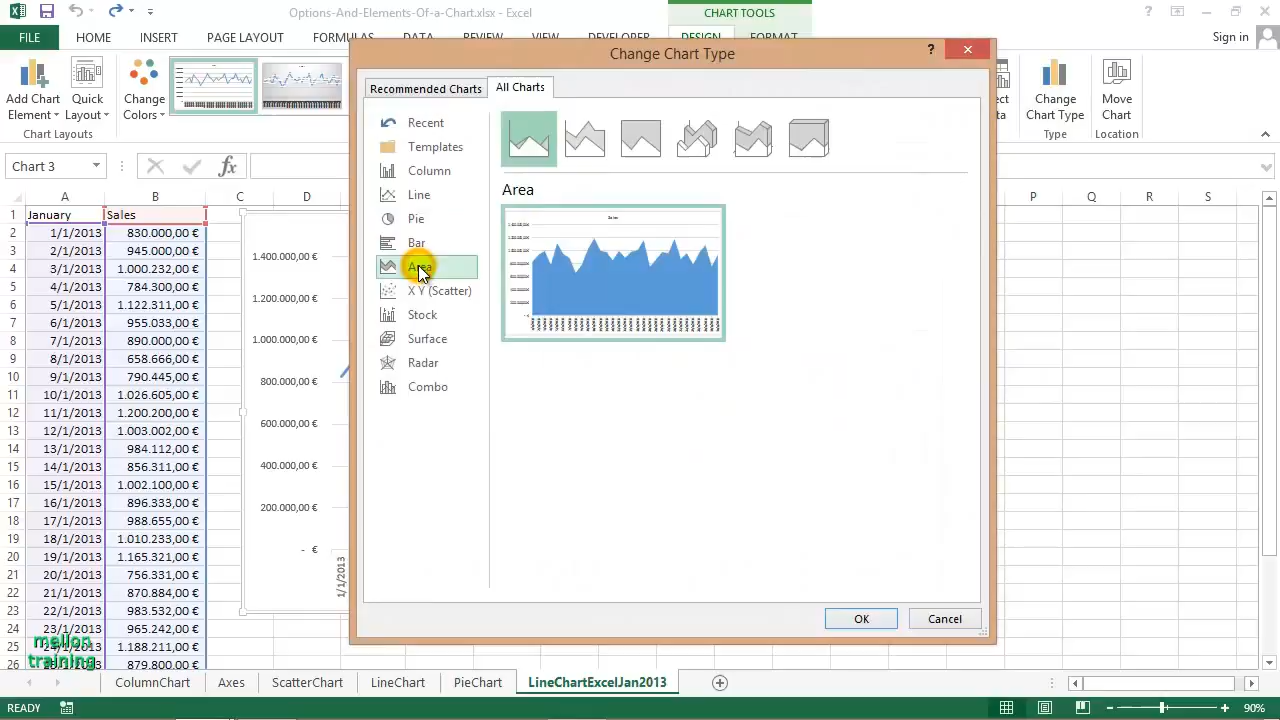 Options-And-Elements-Of-a-Chart.xlsx - Excel
CHART TOOLS
?
FILE HOME INSERT PAGE LAYOUT FORMULAS DATA REVIEW VIEW DEVELOPER DESIGN FORMAT
Sign in
Add Chart Element
Quick Layout
Change Colors
Change Chart Type
Move Chart
Chart Layouts
Type
Location
Chart 3
fx
A B C D P Q R S
1 January Sales
2 1/1/2013 830.000,00 €
3 2/1/2013 945.000,00 €
4 3/1/2013 1.000.232,00 €
5 4/1/2013 784.300,00 €
6 5/1/2013 1.122.311,00 €
7 6/1/2013 955.033,00 €
8 7/1/2013 890.000,00 €
9 8/1/2013 658.666,00 €
10 9/1/2013 790.445,00 €
11 10/1/2013 1.026.605,00 €
12 11/1/2013 1.200.200,00 €
13 12/1/2013 1.003.002,00 €
14 13/1/2013 984.112,00 €
15 14/1/2013 856.311,00 €
16 15/1/2013 1.002.100,00 €
17 16/1/2013 896.333,00 €
18 17/1/2013 988.655,00 €
19 18/1/2013 1.010.233,00 €
20 19/1/2013 1.165.321,00 €
21 20/1/2013 756.331,00 €
22 21/1/2013 870.884,00 €
23 22/1/2013 983.532,00 €
24 23/1/2013 965.242,00 €
25 1.188.211,00 €
26 879.800,00 €
mellon
training
1.400.000,00 €
1.200.000,00 €
1.000.000,00 €
800.000,00 €
600.000,00 €
400.000,00 €
200.000,00 €
- €
1/1/2013
Change Chart Type
?
Recommended Charts
All Charts
Recent
Templates
Column
Line
Pie
Bar
Area
X Y (Scatter)
Stock
Surface
Radar
Combo
Area
Sales
OK
Cancel
ColumnChart Axes ScatterChart LineChart PieChart LineChartExcelJan2013
READY
90%